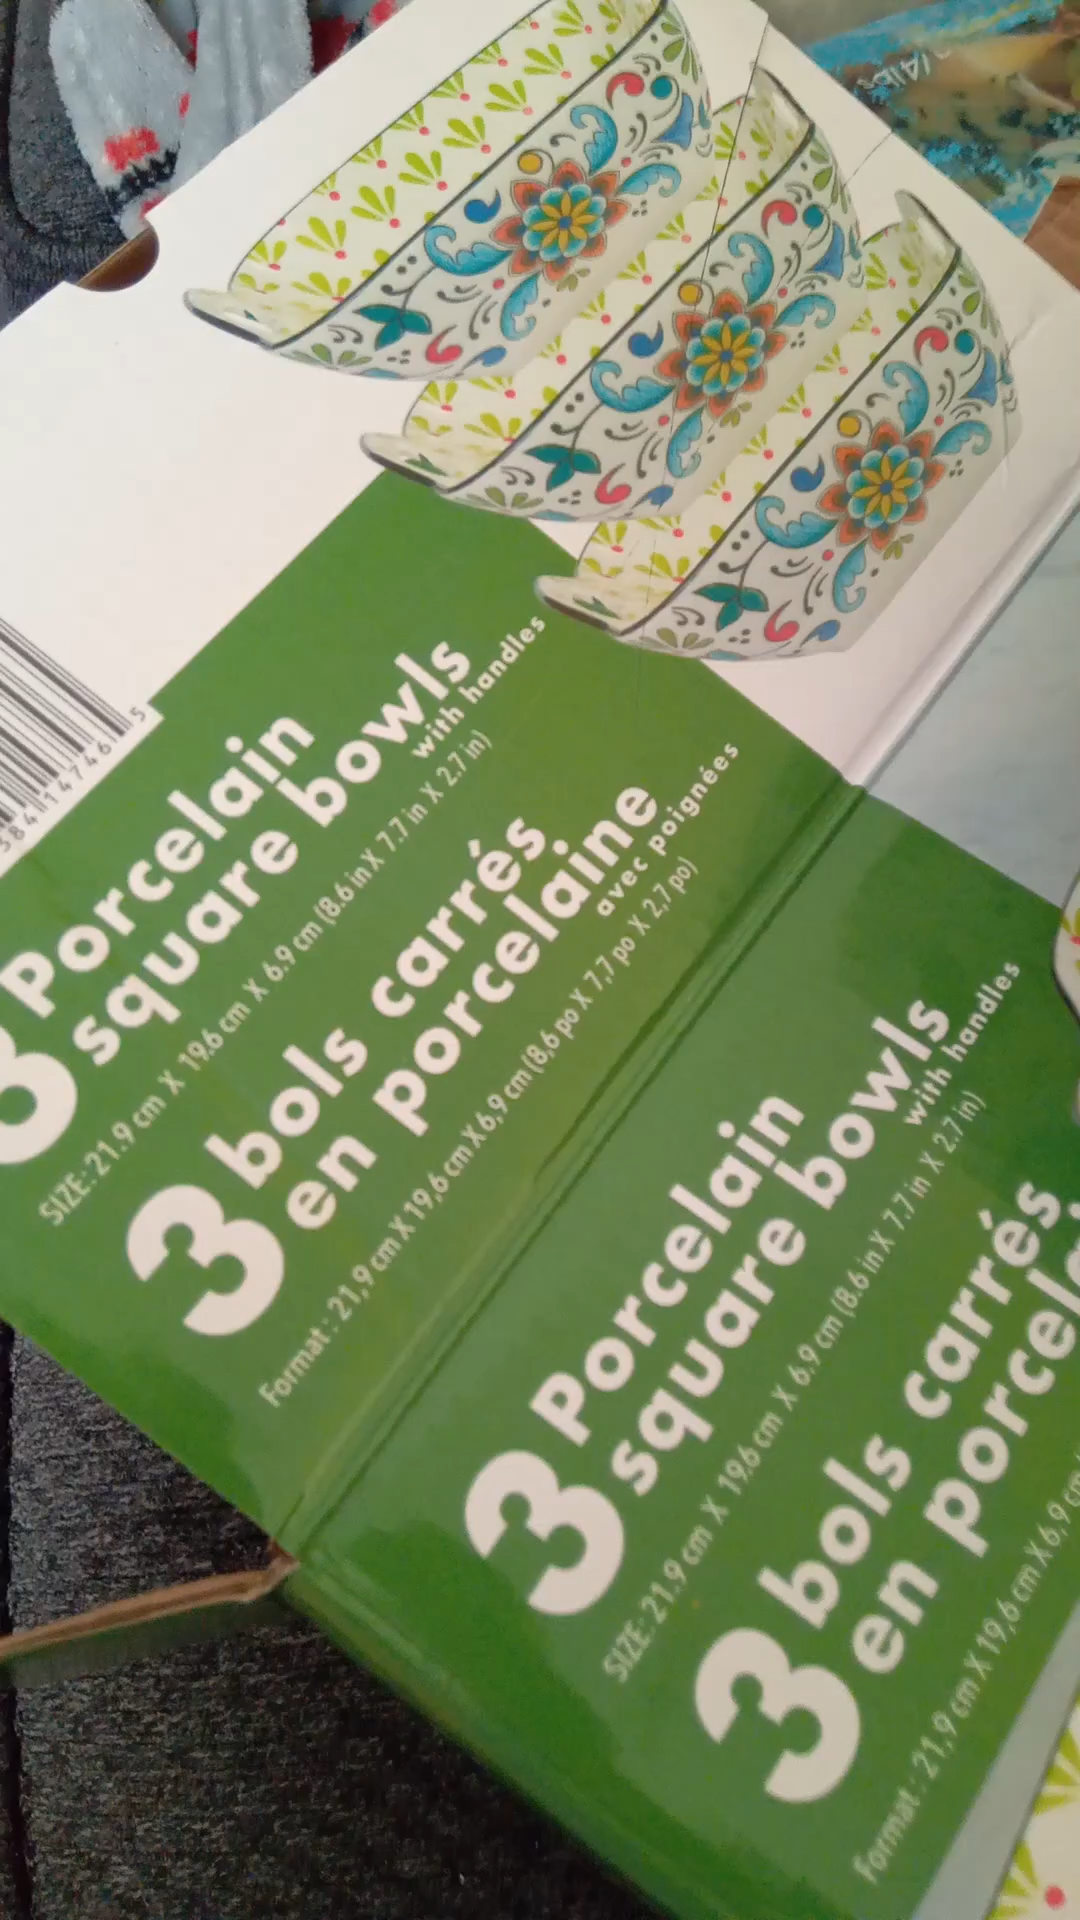 584 14746 5
3 Porcelain
square bowls
with handles
SIZE: 21.9 cm X 19.6 cm X 6.9 cm (8.6 in X 7.7 in X 2.7 in)
3 bols carrés
en porcelaine
avec poignées
Format : 21,9 cm X 19,6 cm X 6,9 cm (8,6 po X 7,7 po X 2,7 po)
3 Porcelain
square bowls
with handles
SIZE: 21.9 cm X 19.6 cm X 6.9 cm (8.6 in X 7.7 in X 2.7 in)
3 bols carrés
en porcela
Format : 21,9 cm X 19,6 cm X 6,9 cm